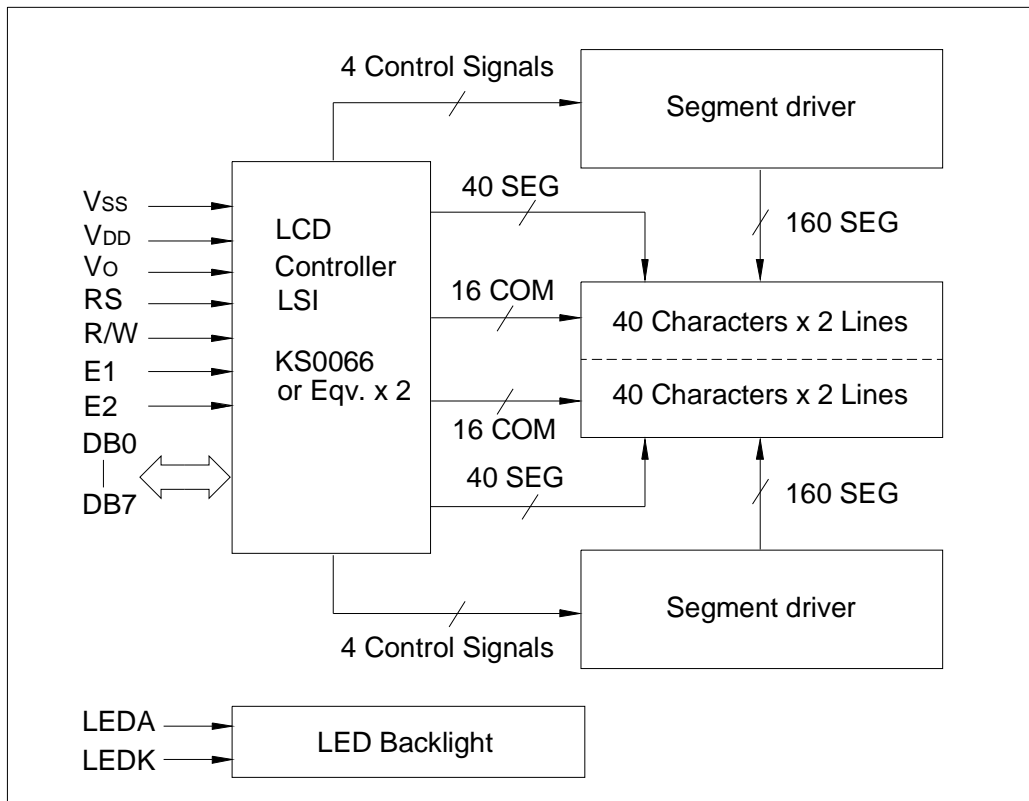 4 Control Signals
Segment driver
40 SEG
160 SEG
VSS
VDD
VO
RS
R/W
E1
E2
DB0
DB7
LCD
Controller
LSI
KS0066
or Eqv. x 2
16 COM
40 Characters x 2 Lines
40 Characters x 2 Lines
16 COM
40 SEG
160 SEG
Segment driver
4 Control Signals
LEDA
LEDK
LED Backlight